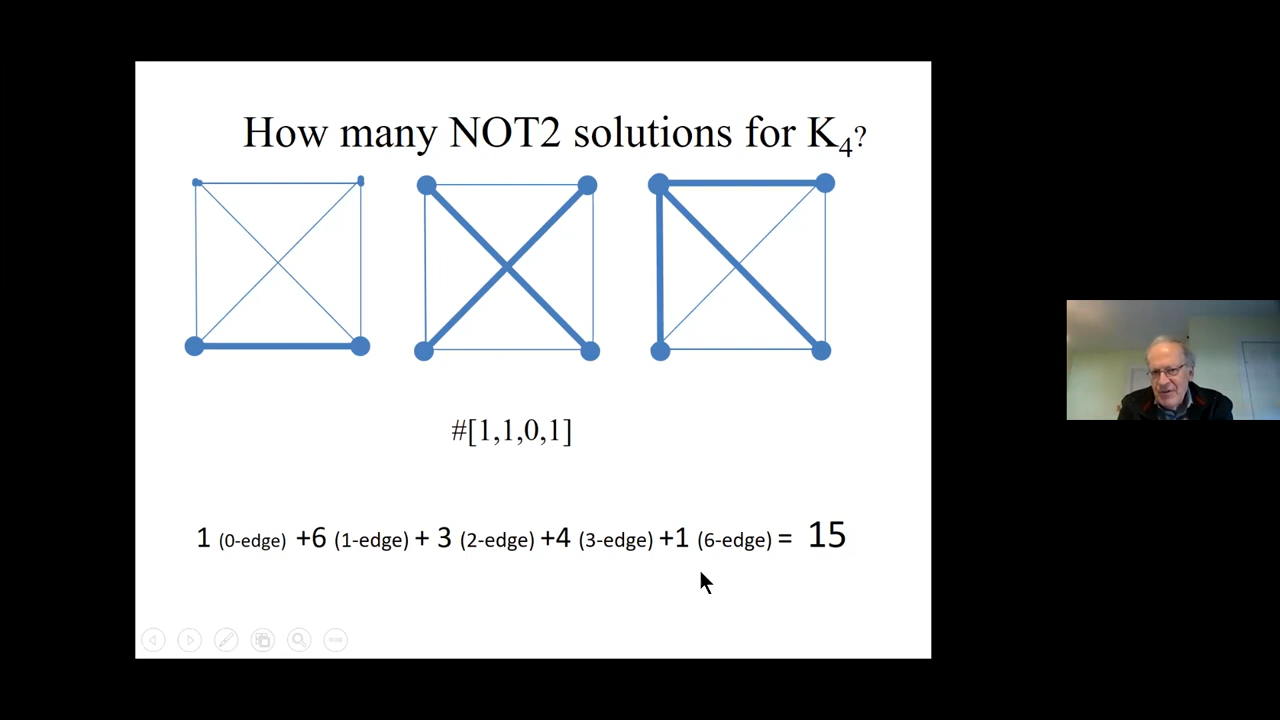 How many NOT2 solutions for K₄?
#[1,1,0,1]
1 (0-edge) +6 (1-edge) + 3 (2-edge) +4 (3-edge) +1 (6-edge) = 15